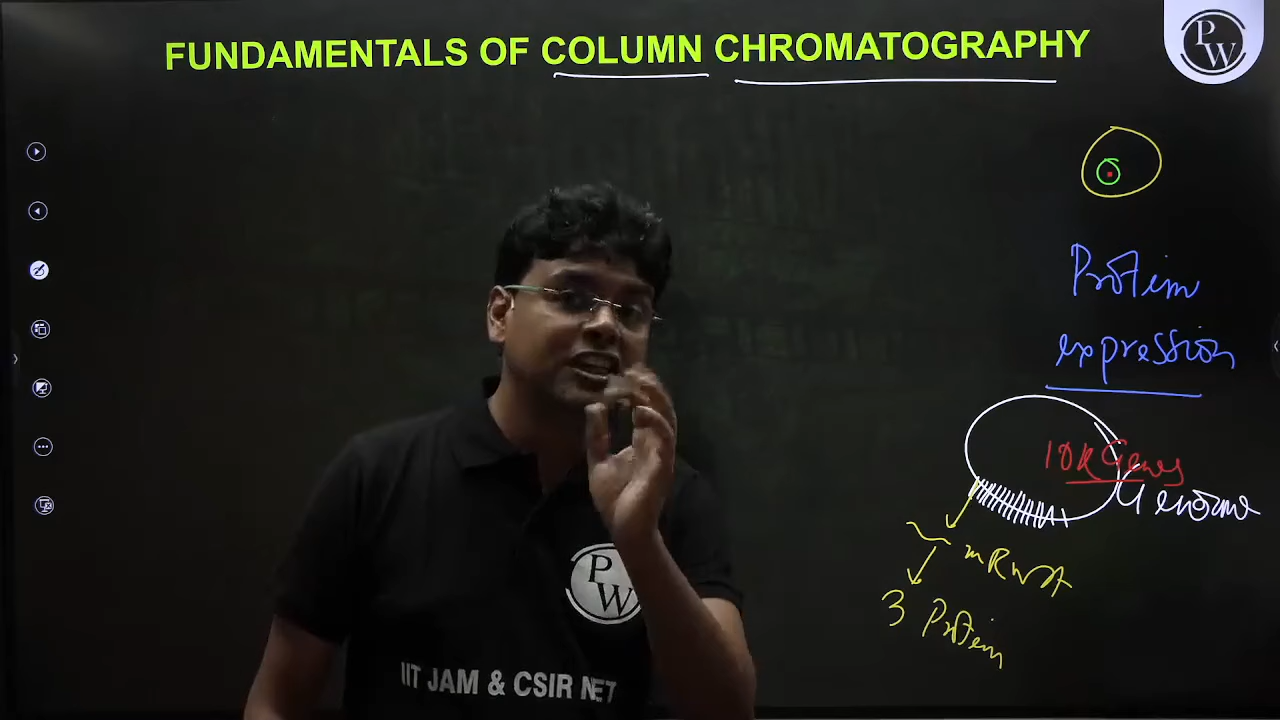 FUNDAMENTALS OF COLUMN CHROMATOGRAPHY
PW
Protein
expression
10k Genes
Genome
mRNA
3 Protein
PW
IIT JAM & CSIR NET